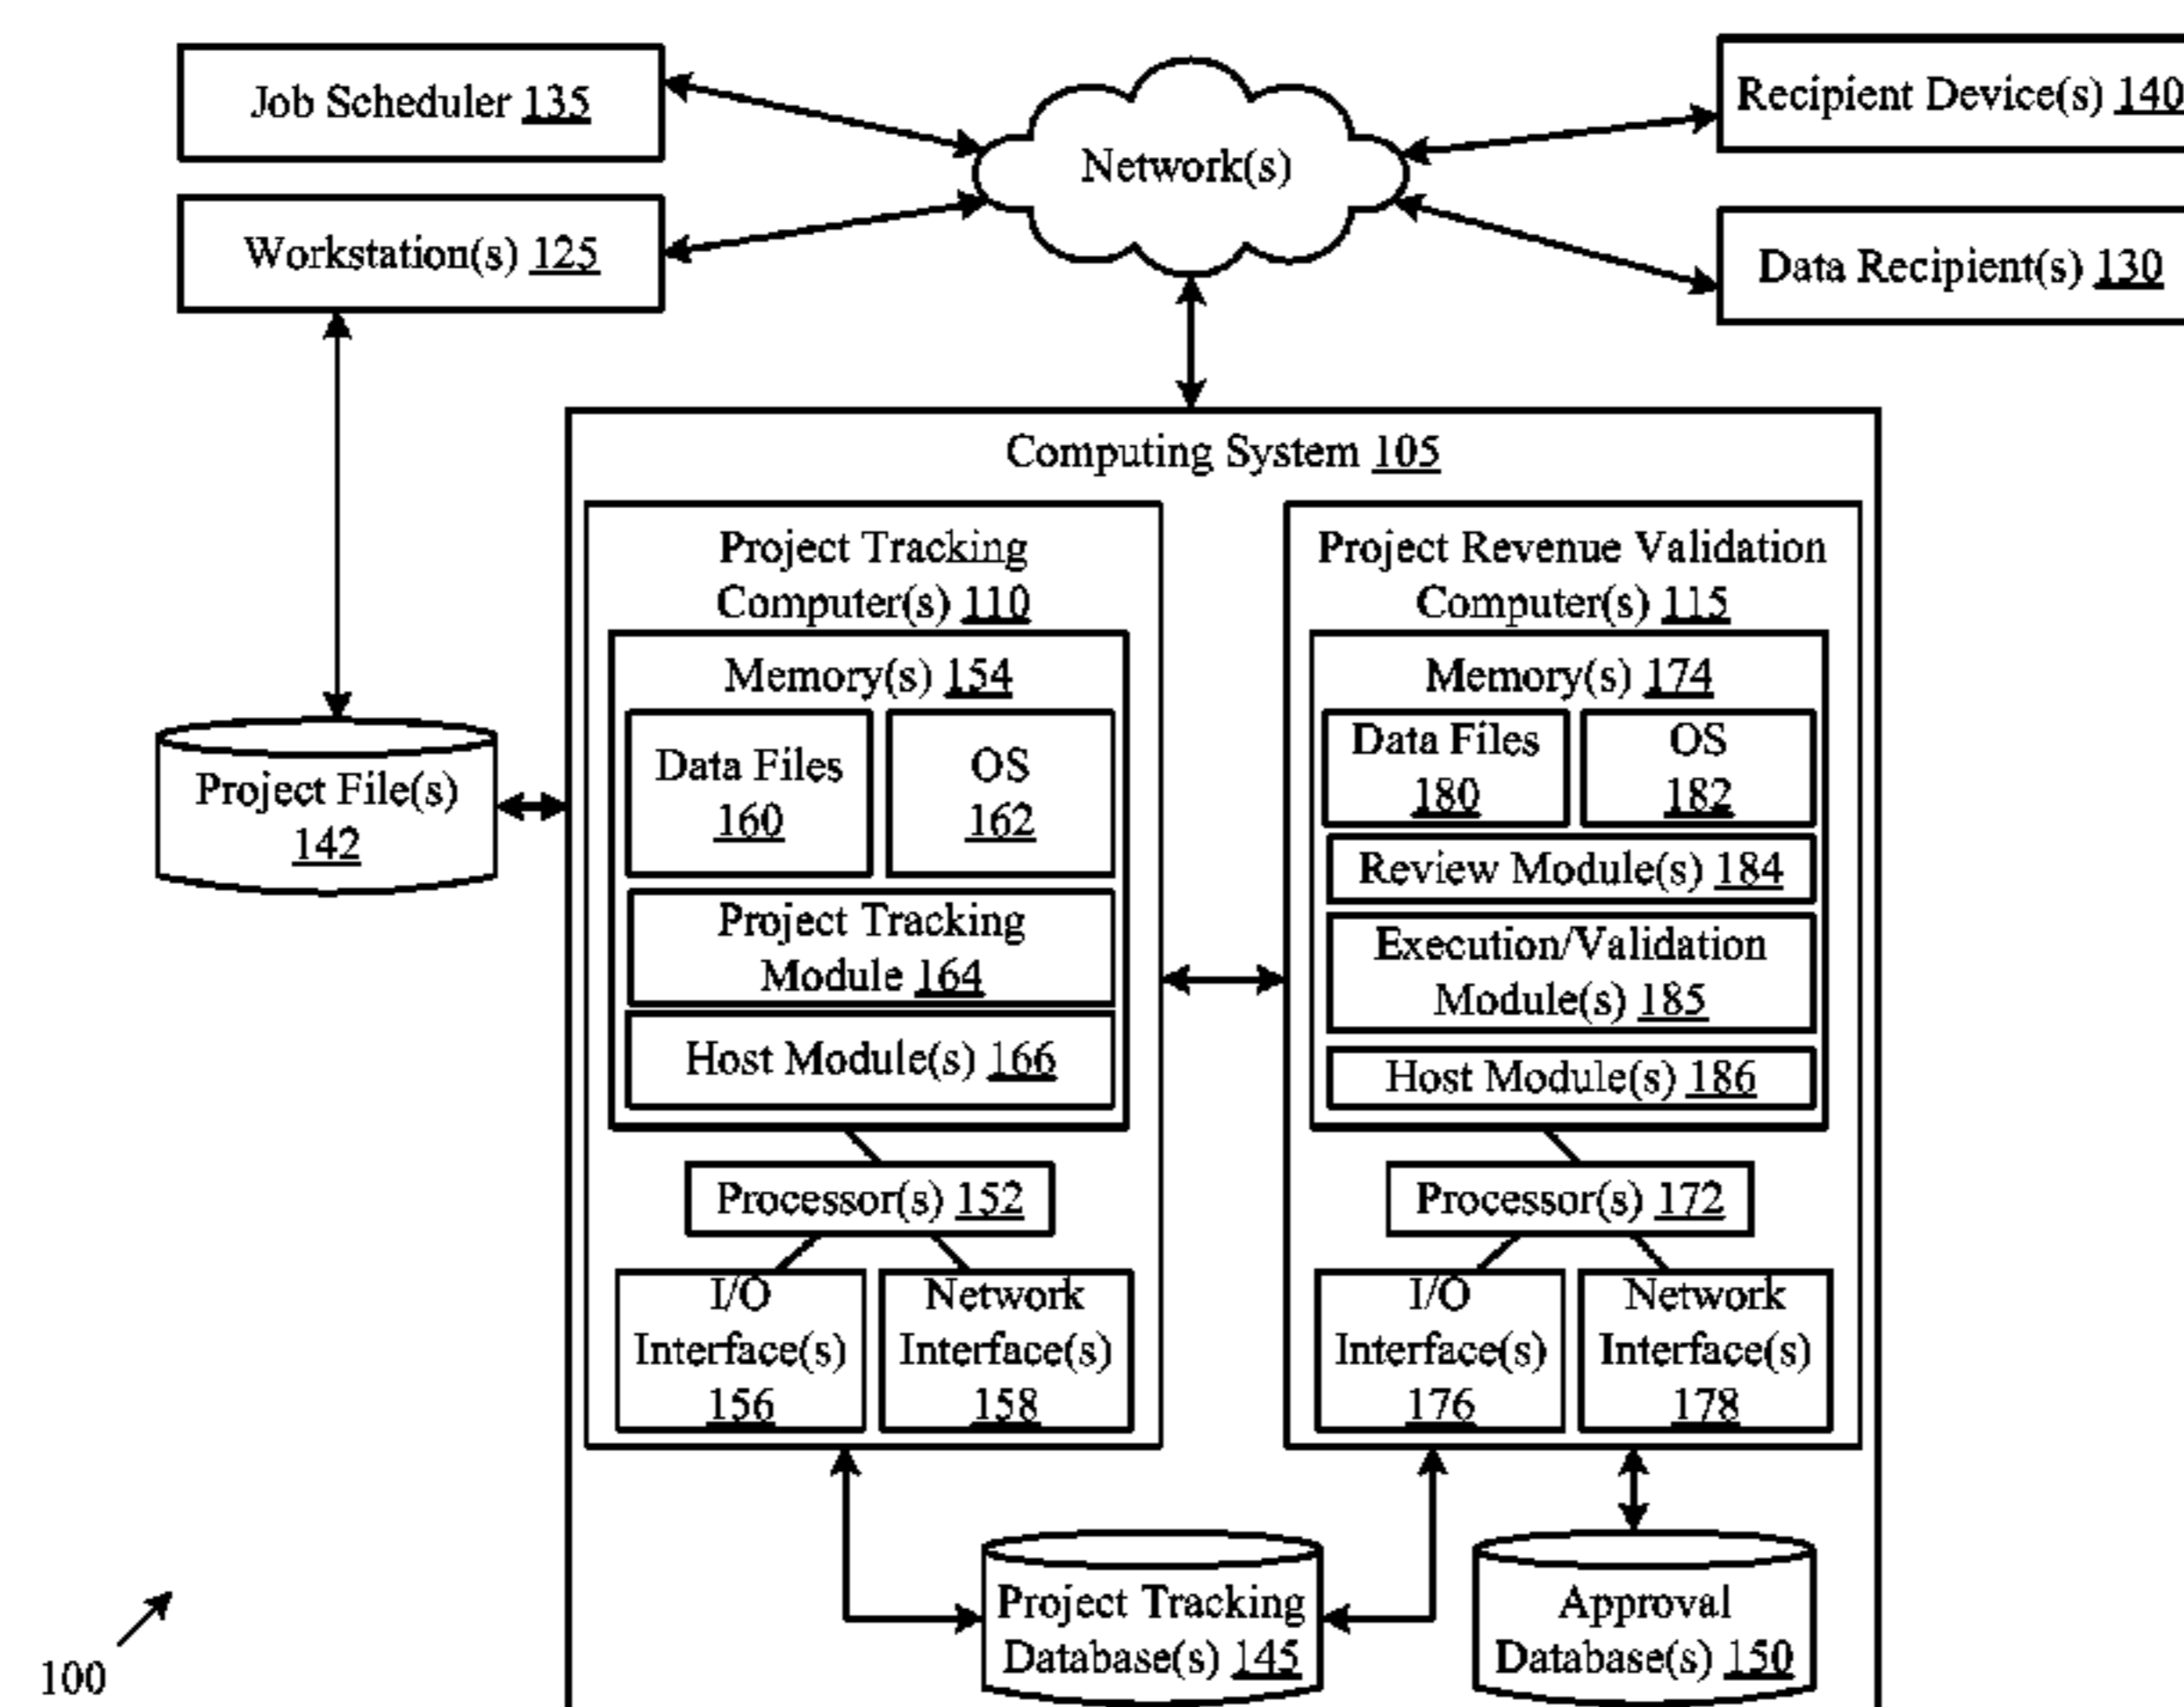 Job Scheduler 135
Recipient Device(s) 140
Network(s)
Workstation(s) 125
Data Recipient(s) 130
Computing System 105
Project Tracking
Computer(s) 110
Memory(s) 154
Data Files
160
OS
162
Project Tracking
Module 164
Host Module(s) 166
Processor(s) 152
I/O
Interface(s)
156
Network
Interface(s)
158
Project Revenue Validation
Computer(s) 115
Memory(s) 174
Data Files
180
OS
182
Review Module(s) 184
Execution/Validation
Module(s) 185
Host Module(s) 186
Processor(s) 172
I/O
Interface(s)
176
Network
Interface(s)
178
Project File(s)
142
Project Tracking
Database(s) 145
Approval
Database(s) 150
100